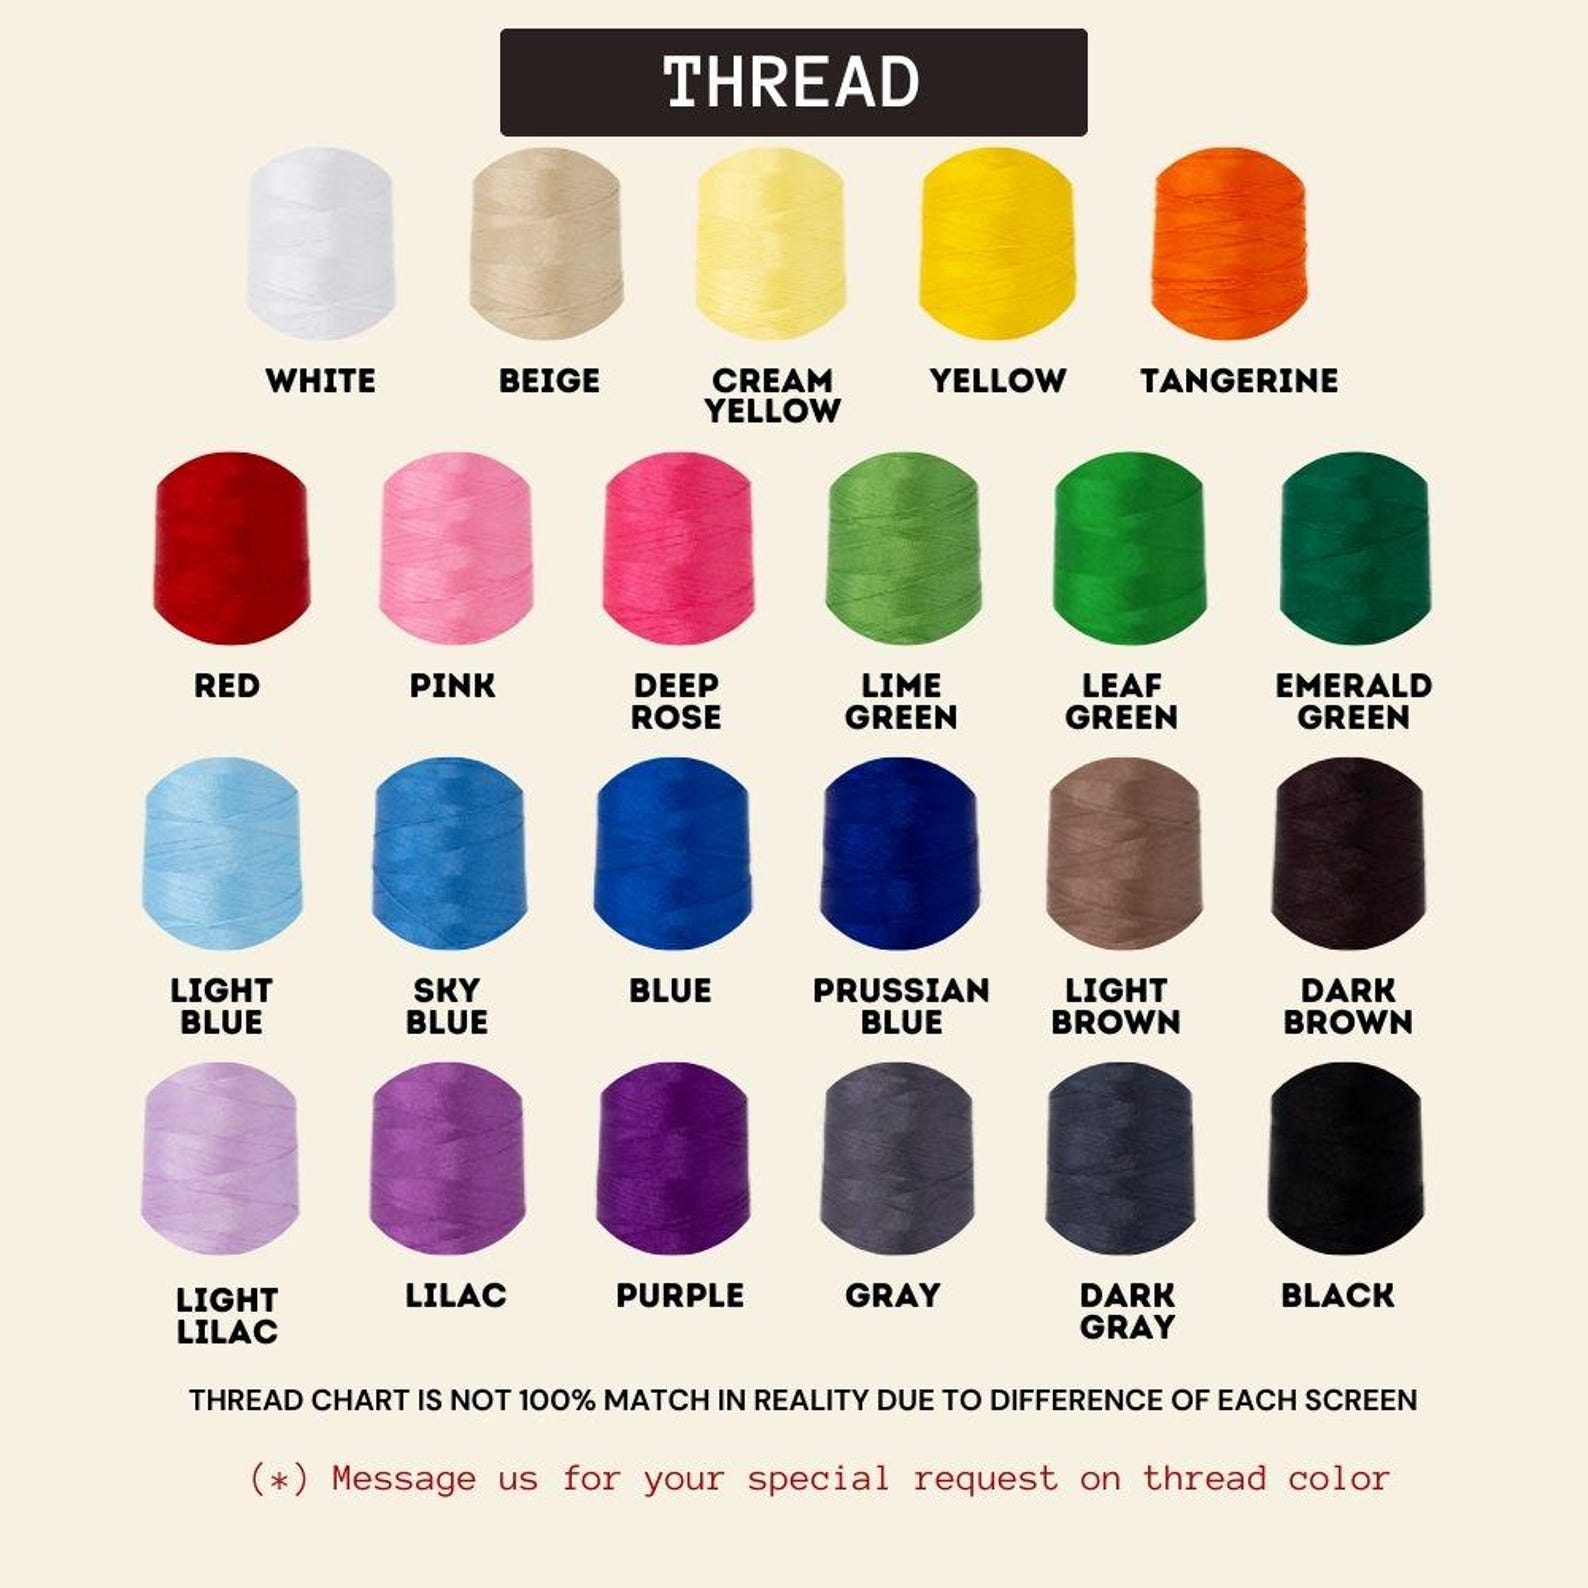 THREAD
WHITE
BEIGE
CREAM
YELLOW
YELLOW
TANGERINE
RED
PINK
DEEP
ROSE
LIME
GREEN
LEAF
GREEN
EMERALD
GREEN
LIGHT
BLUE
SKY
BLUE
BLUE
PRUSSIAN
BLUE
LIGHT
BROWN
DARK
BROWN
LIGHT
LILAC
LILAC
PURPLE
GRAY
DARK
GRAY
BLACK
THREAD CHART IS NOT 100% MATCH IN REALITY DUE TO DIFFERENCE OF EACH SCREEN
(*) Message us for your special request on thread color